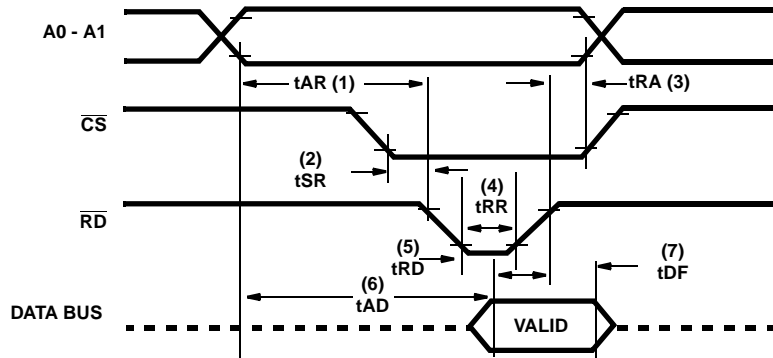 A0 - A1
tAR (1)
tRA (3)
CS
(2)
tSR
(4)
tRR
RD
(5)
tRD
(7)
tDF
(6)
tAD
DATA BUS
VALID